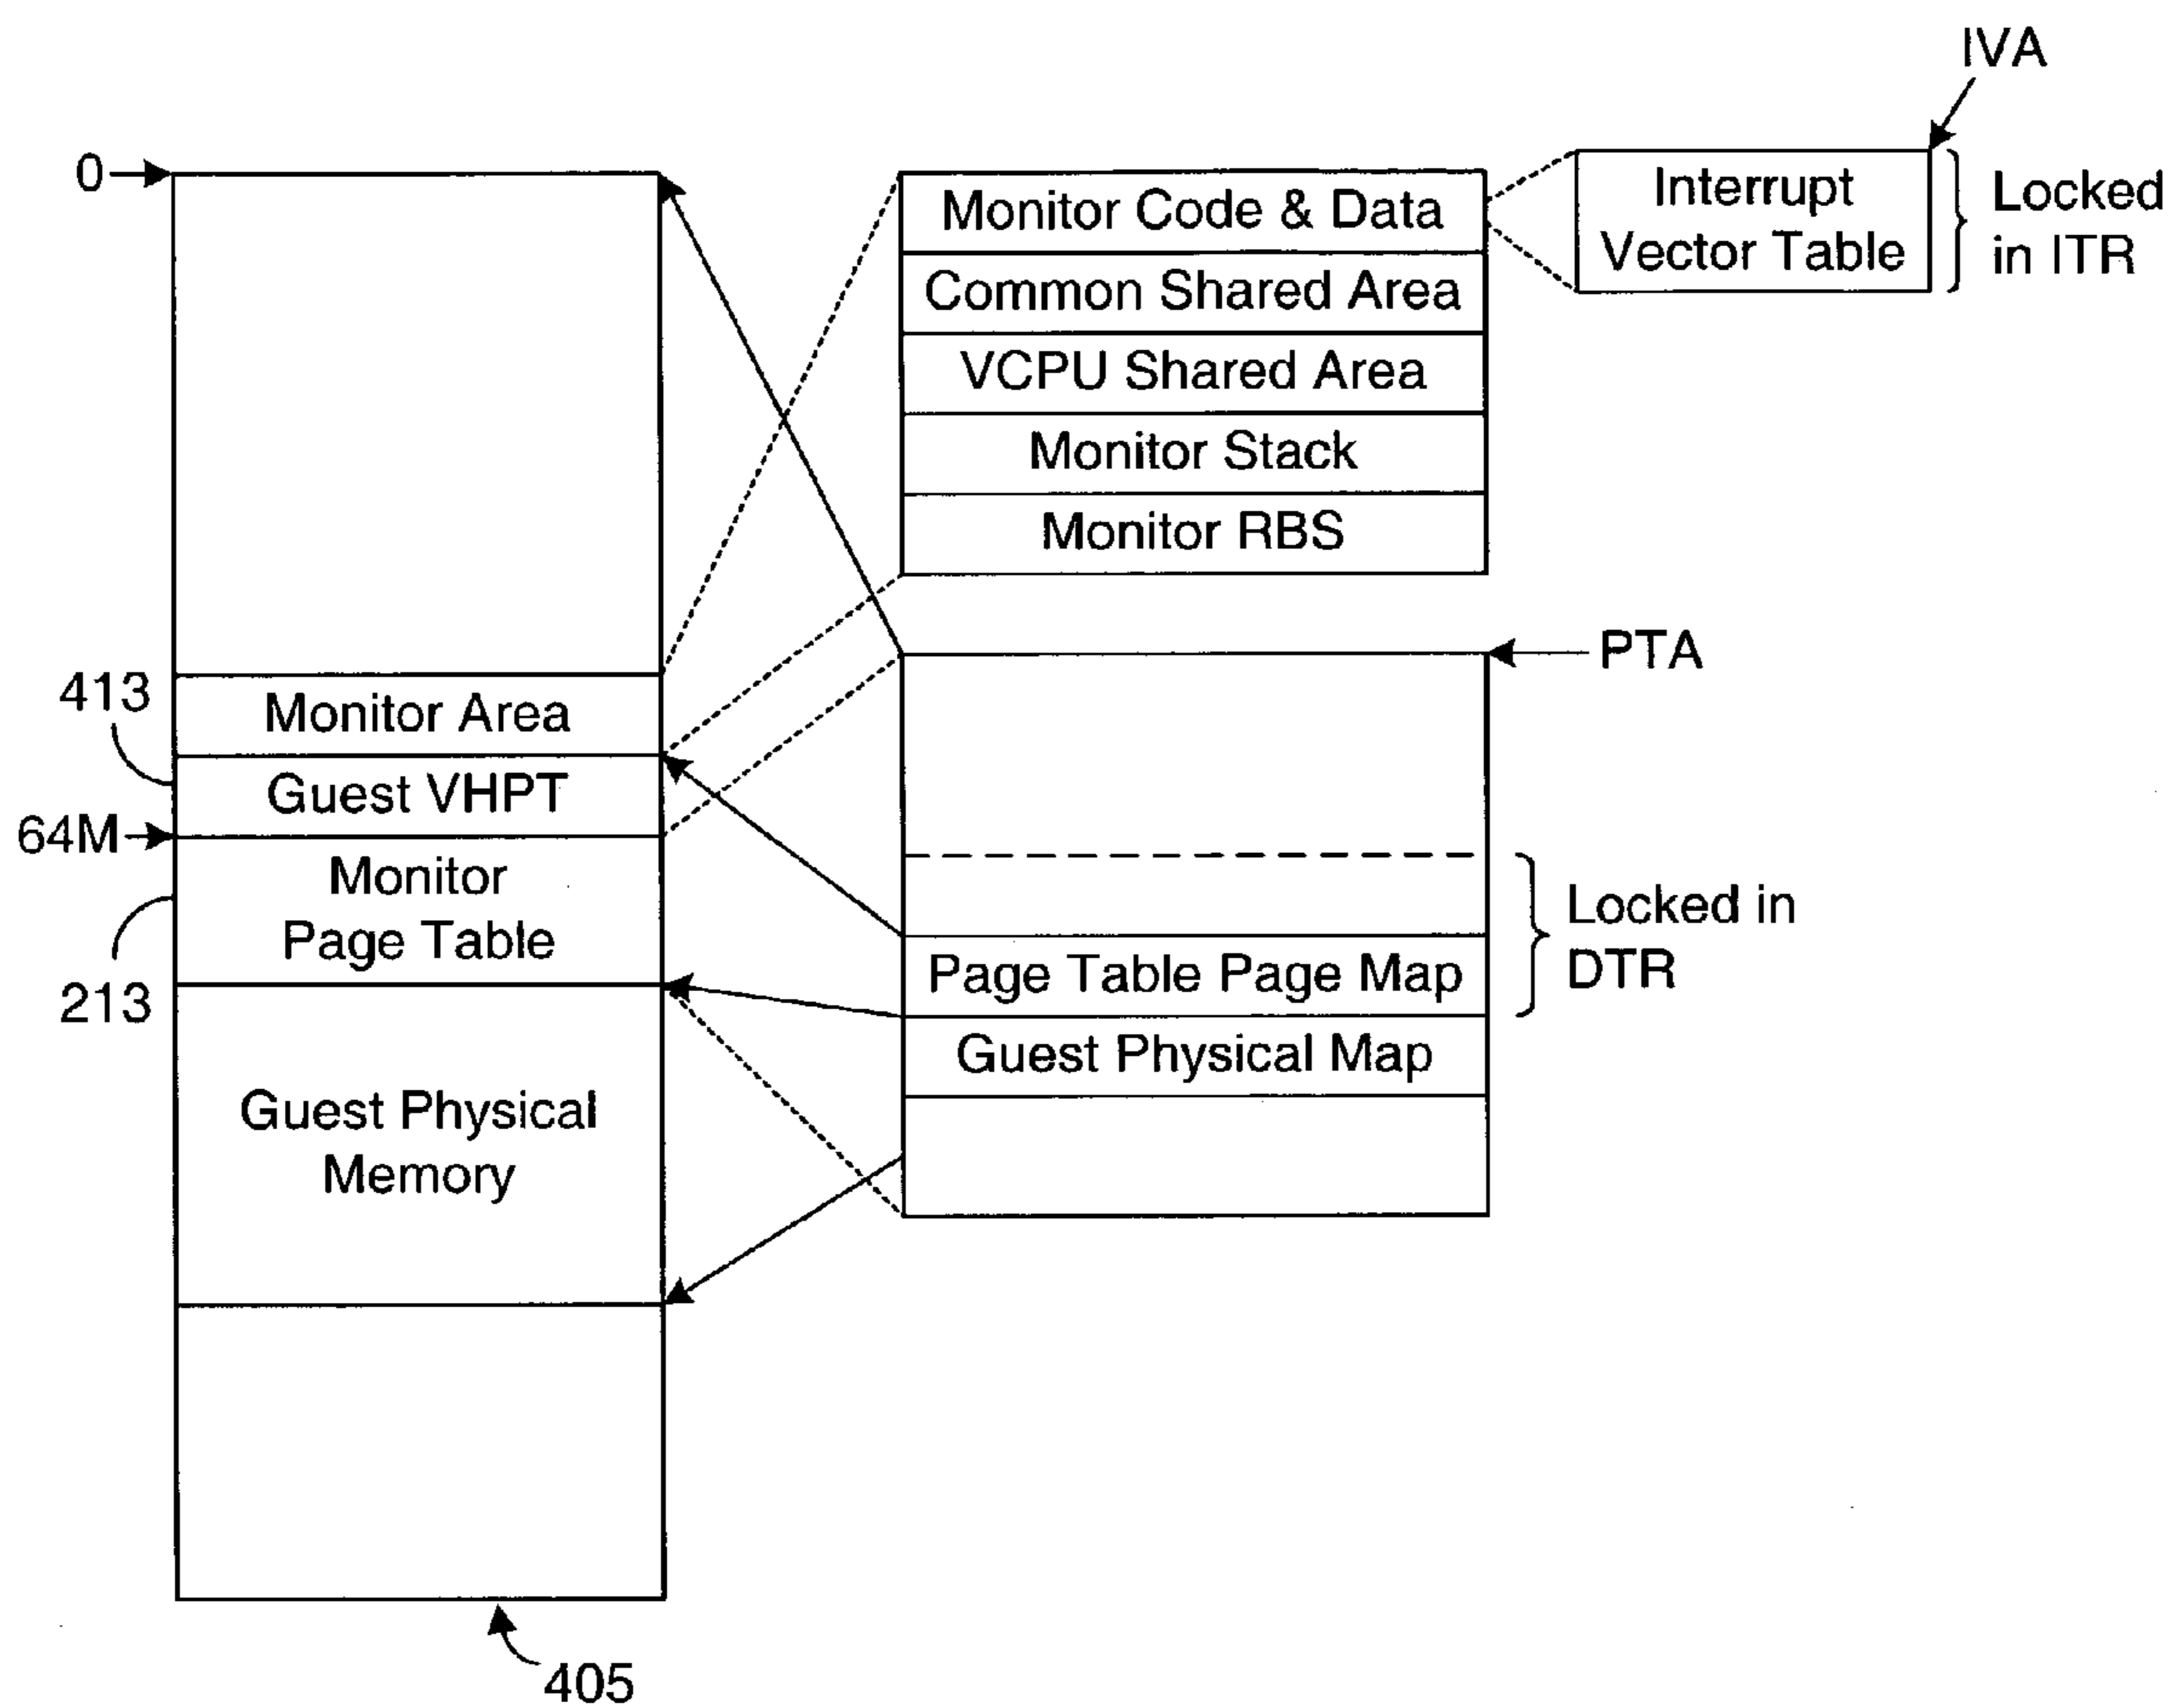 IVA
0
Monitor Code & Data
Interrupt
Vector Table
Locked
in ITR
Common Shared Area
VCPU Shared Area
Monitor Stack
Monitor RBS
PTA
413
Monitor Area
Guest VHPT
64M
Monitor
Page Table
213
Locked in
DTR
Page Table Page Map
Guest Physical Map
Guest Physical
Memory
405